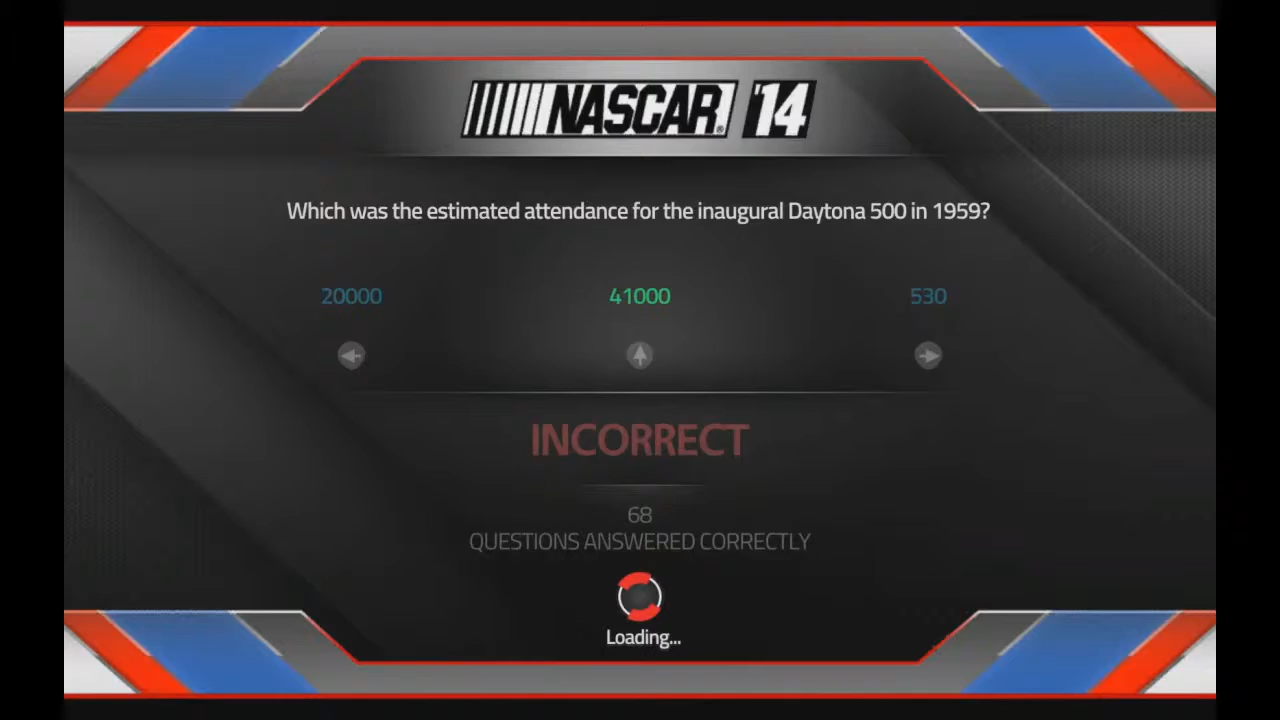 NASCAR '14
Which was the estimated attendance for the inaugural Daytona 500 in 1959?
20000 41000 530
INCORRECT
68
QUESTIONS ANSWERED CORRECTLY
Loading...